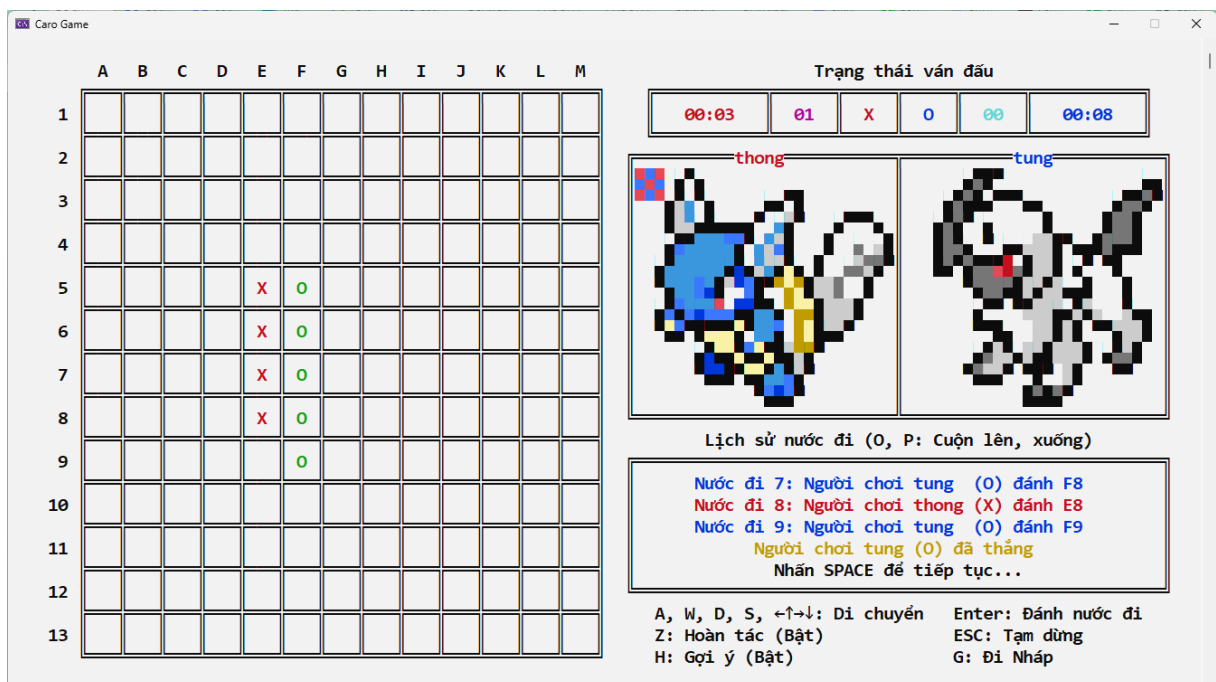 Caro Game
A B C D E F G H I J K L M
1
2
3
4
5 X O
6 X O
7 X O
8 X O
9 O
10
11
12
13
Trạng thái ván đấu
00:03 01 X O 00 00:08
thong tung
Lịch sử nước đi (O, P: Cuộn lên, xuống)
Nước đi 7: Người chơi tung (O) đánh F8
Nước đi 8: Người chơi thong (X) đánh E8
Nước đi 9: Người chơi tung (O) đánh F9
Người chơi tung (O) đã thắng
Nhấn SPACE để tiếp tục...
A, W, D, S, ←↑→↓: Di chuyển Enter: Đánh nước đi
Z: Hoàn tác (Bật) ESC: Tạm dừng
H: Gợi ý (Bật) G: Đi Nháp